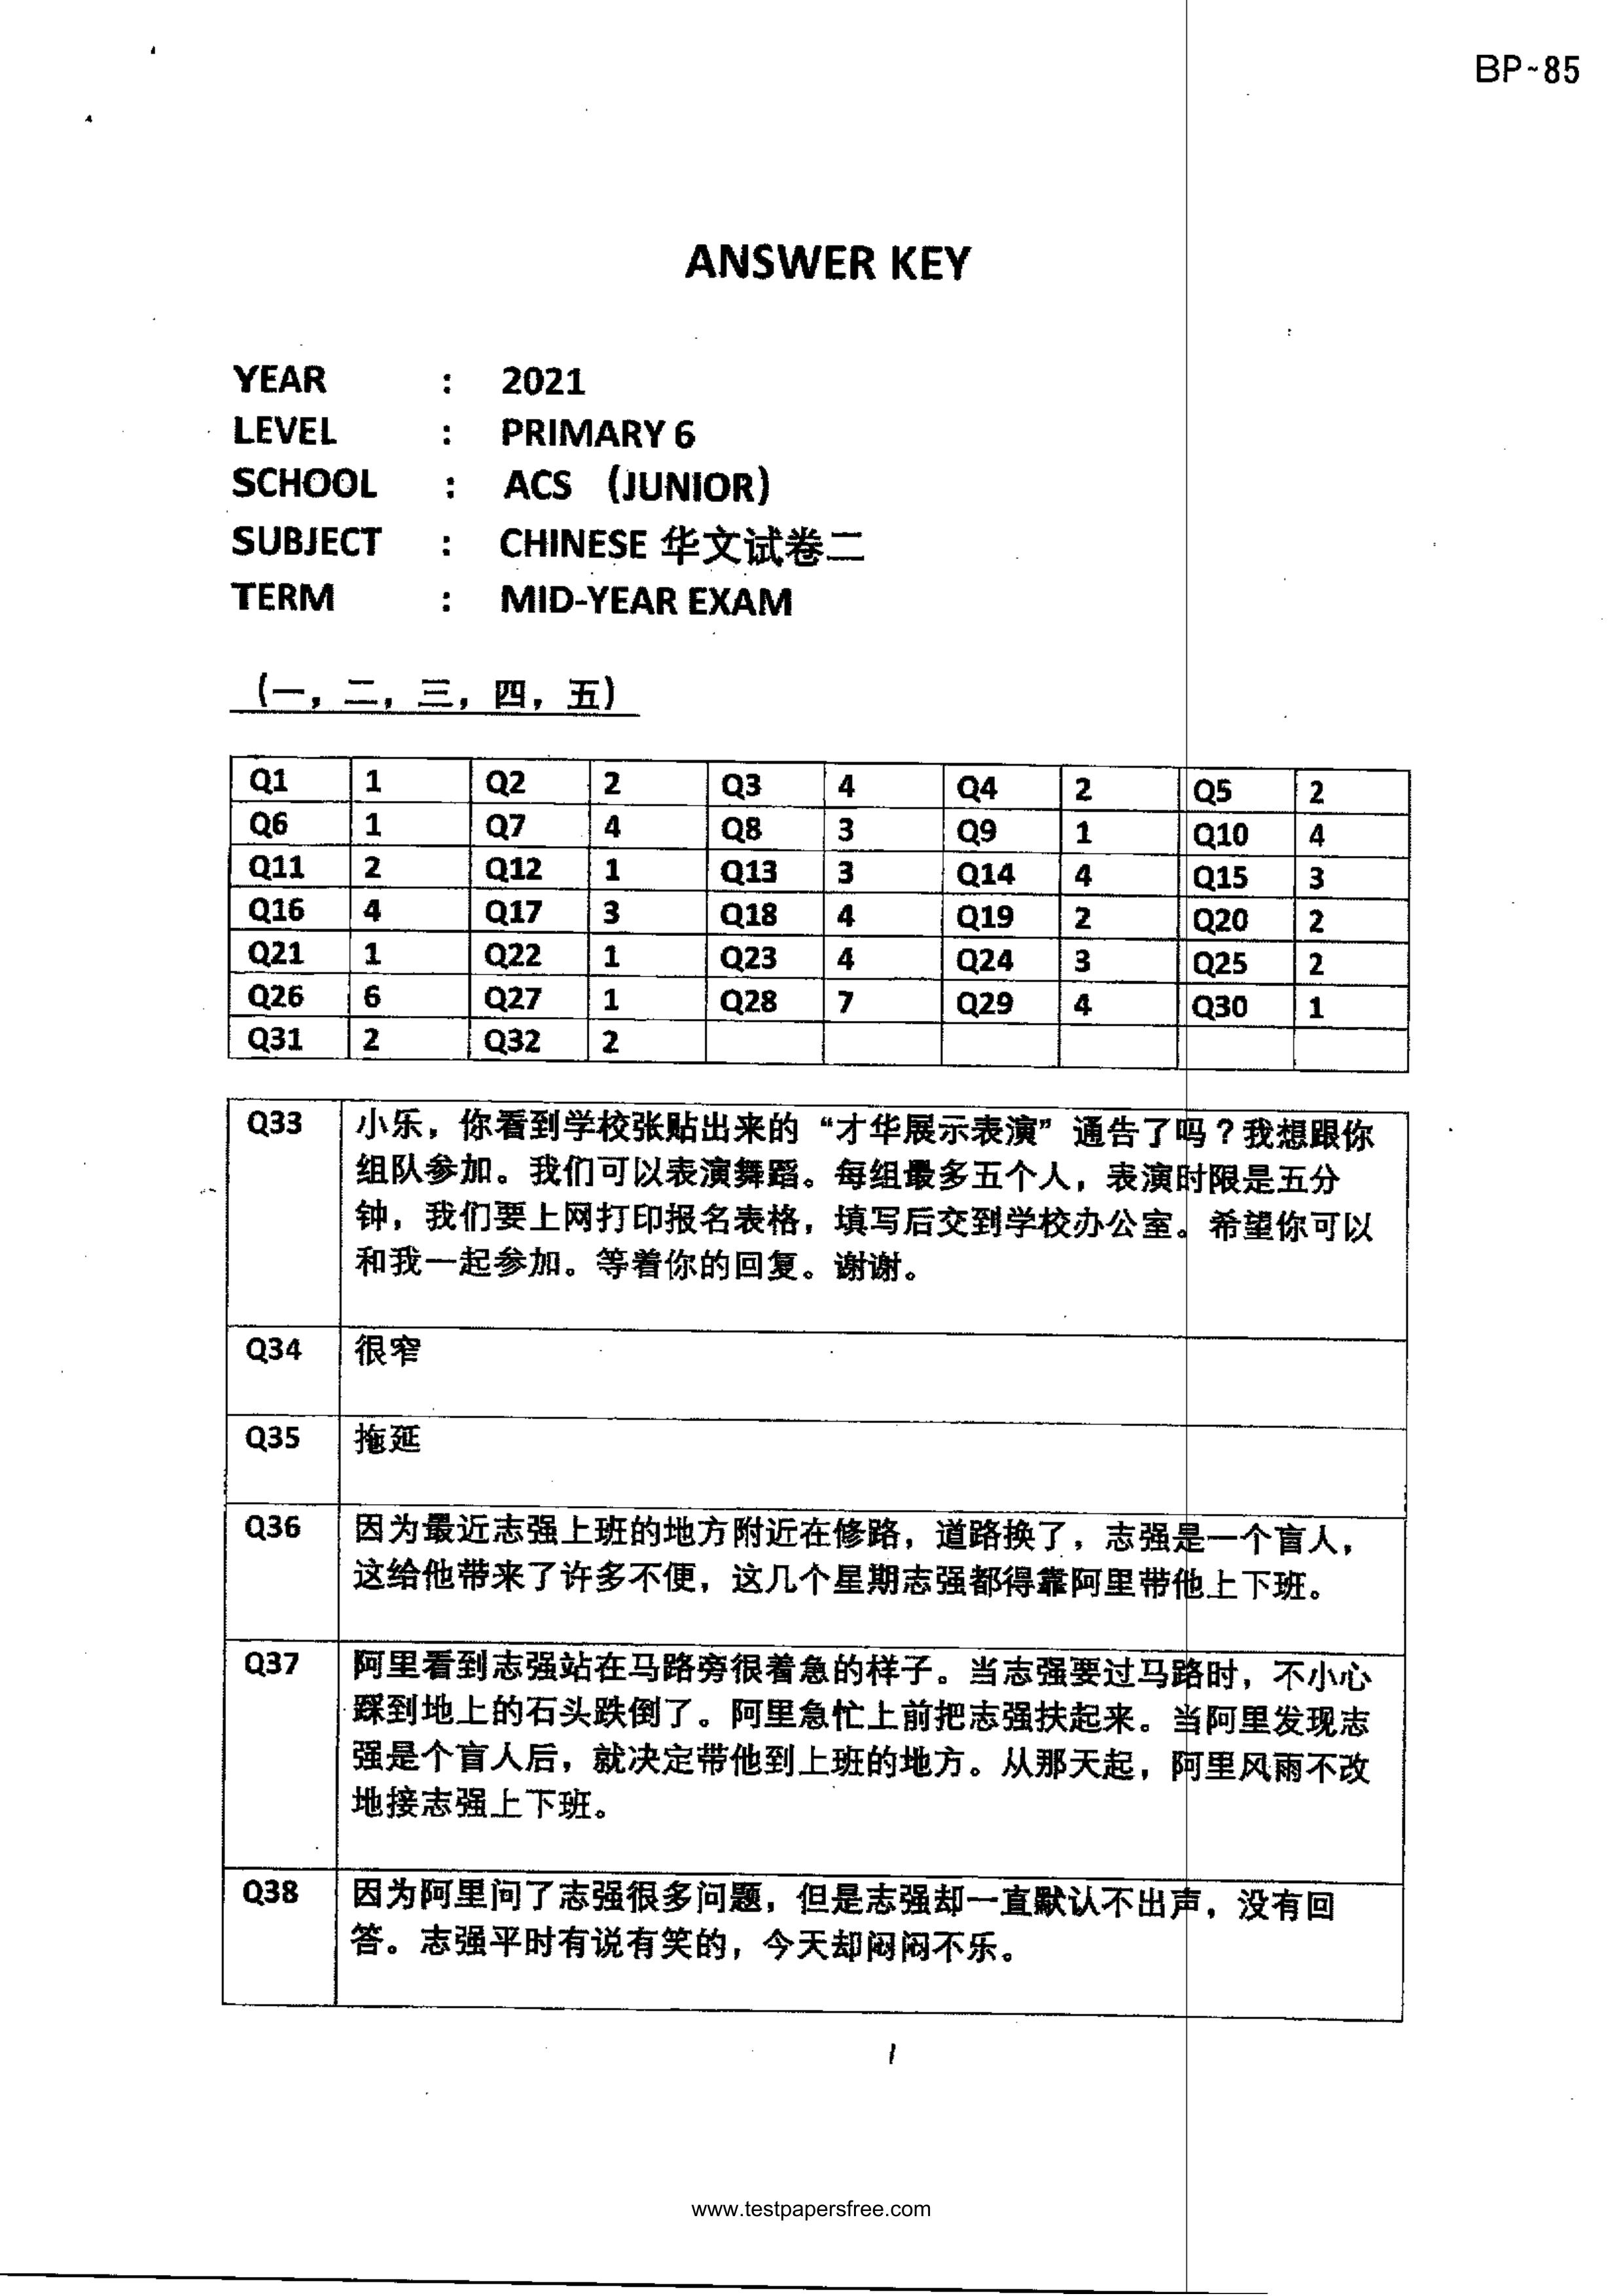 BP~85
ANSWER KEY
YEAR : 2021
LEVEL : PRIMARY 6
SCHOOL : ACS (JUNIOR)
SUBJECT : CHINESE 华文试卷二
TERM : MID-YEAR EXAM
(一，二，三，四，五)
Q1 1 Q2 2 Q3 4 Q4 2 Q5 2
Q6 1 Q7 4 Q8 3 Q9 1 Q10 4
Q11 2 Q12 1 Q13 3 Q14 4 Q15 3
Q16 4 Q17 3 Q18 4 Q19 2 Q20 2
Q21 1 Q22 1 Q23 4 Q24 3 Q25 2
Q26 6 Q27 1 Q28 7 Q29 4 Q30 1
Q31 2 Q32 2
Q33 小乐，你看到学校张贴出来的“才华展示表演”通告了吗？我想跟你
组队参加。我们可以表演舞蹈。每组最多五个人，表演时限是五分
钟，我们要上网打印报名表格，填写后交到学校办公室。希望你可以
和我一起参加。等着你的回复。谢谢。
Q34 很窄
Q35 拖延
Q36 因为最近志强上班的地方附近在修路，道路换了，志强是一个盲人，
这给他带来了许多不便，这几个星期志强都得靠阿里带他上下班。
Q37 阿里看到志强站在马路旁很着急的样子。当志强要过马路时，不小心
踩到地上的石头跌倒了。阿里急忙上前把志强扶起来。当阿里发现志
强是个盲人后，就决定带他到上班的地方。从那天起，阿里风雨不改
地接志强上下班。
Q38 因为阿里问了志强很多问题，但是志强却一直默认不出声，没有回
答。志强平时有说有笑的，今天却闷闷不乐。
1
www.testpapersfree.com